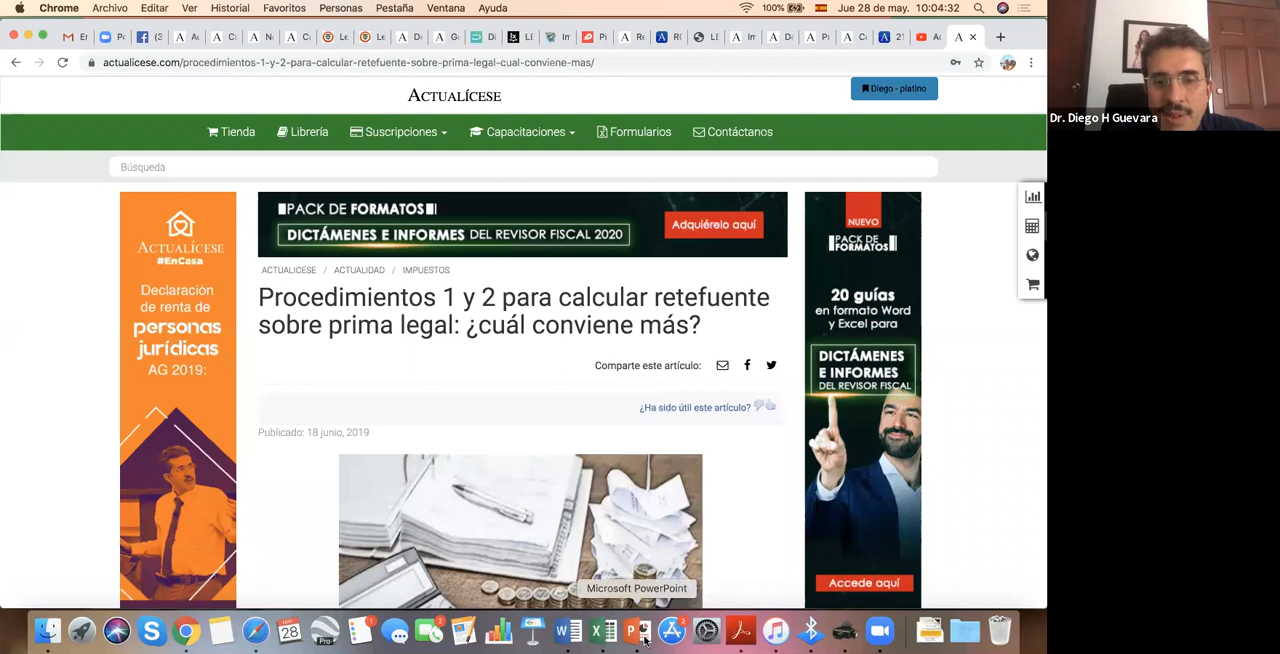 Chrome Archivo Editar Ver Historial Favoritos Personas Pestaña Ventana Ayuda 100% Jue 28 de may. 10:04:32
actualicese.com/procedimientos-1-y-2-para-calcular-retefuente-sobre-prima-legal-cual-conviene-mas/
ACTUALÍCESE
Diego - platino
Tienda Librería Suscripciones Capacitaciones Formularios Contáctanos
Búsqueda
ACTUALÍCESE
#EnCasa
Declaración
de renta de
personas
jurídicas
AG 2019:
PACK DE FORMATOS
DICTÁMENES E INFORMES DEL REVISOR FISCAL 2020
Adquiérelo aquí
ACTUALICESE / ACTUALIDAD / IMPUESTOS
Procedimientos 1 y 2 para calcular retefuente
sobre prima legal: ¿cuál conviene más?
Comparte este artículo:
¿Ha sido útil este artículo?
Publicado: 18 junio, 2019
NUEVO
PACK DE
FORMATOS
20 guías
en formato Word
y Excel para
DICTÁMENES
E INFORMES
DEL REVISOR FISCAL
Accede aquí
Microsoft PowerPoint
MAY
28
Pro
Dr. Diego H Guevara